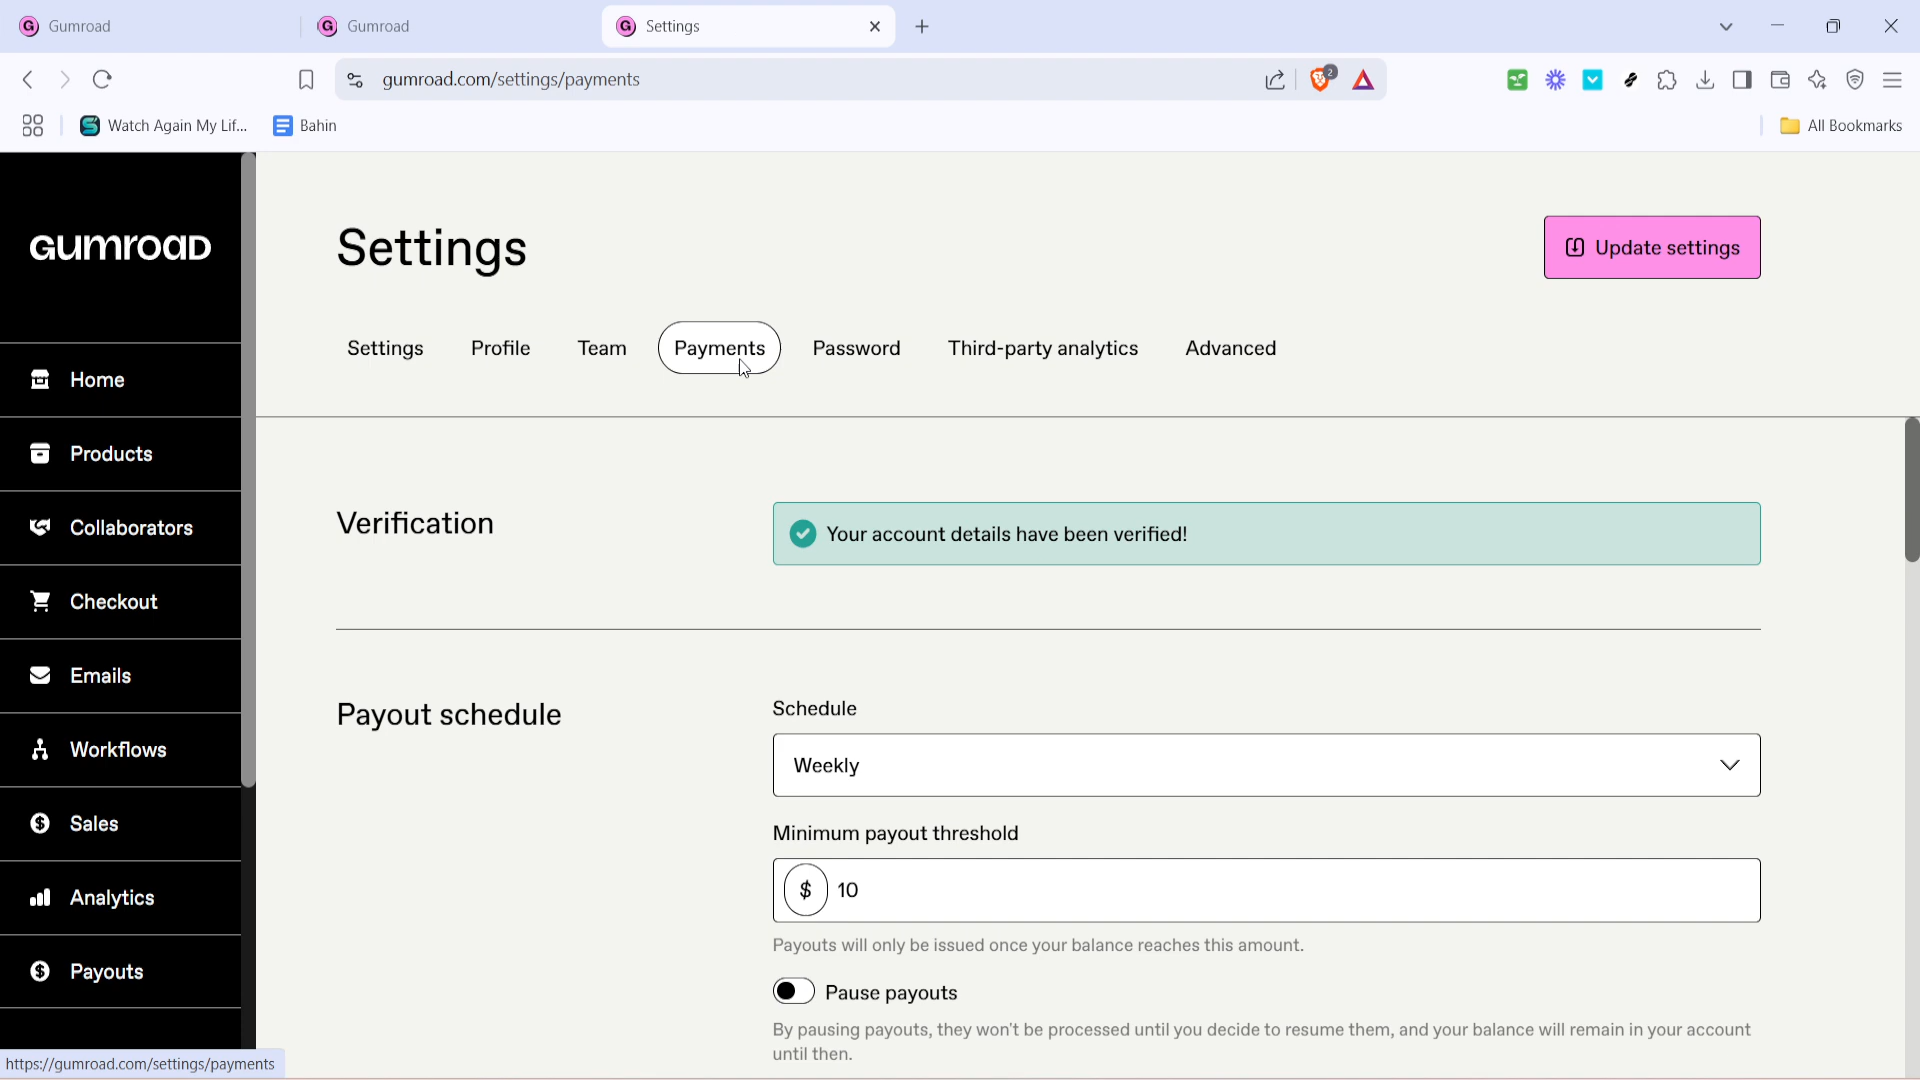 Gumroad
Gumroad
Settings
gumroad.com/settings/payments
2
Watch Again My Lif...
Bahin
All Bookmarks
GUMROAD
Settings
Update settings
Settings
Profile
Team
Payments
Password
Third-party analytics
Advanced
Home
Products
Collaborators
Checkout
Emails
Workflows
Sales
Analytics
Payouts
Verification
Your account details have been verified!
Payout schedule
Schedule
Weekly
Minimum payout threshold
$ 10
Payouts will only be issued once your balance reaches this amount.
Pause payouts
By pausing payouts, they won't be processed until you decide to resume them, and your balance will remain in your account
until then.
https://gumroad.com/settings/payments